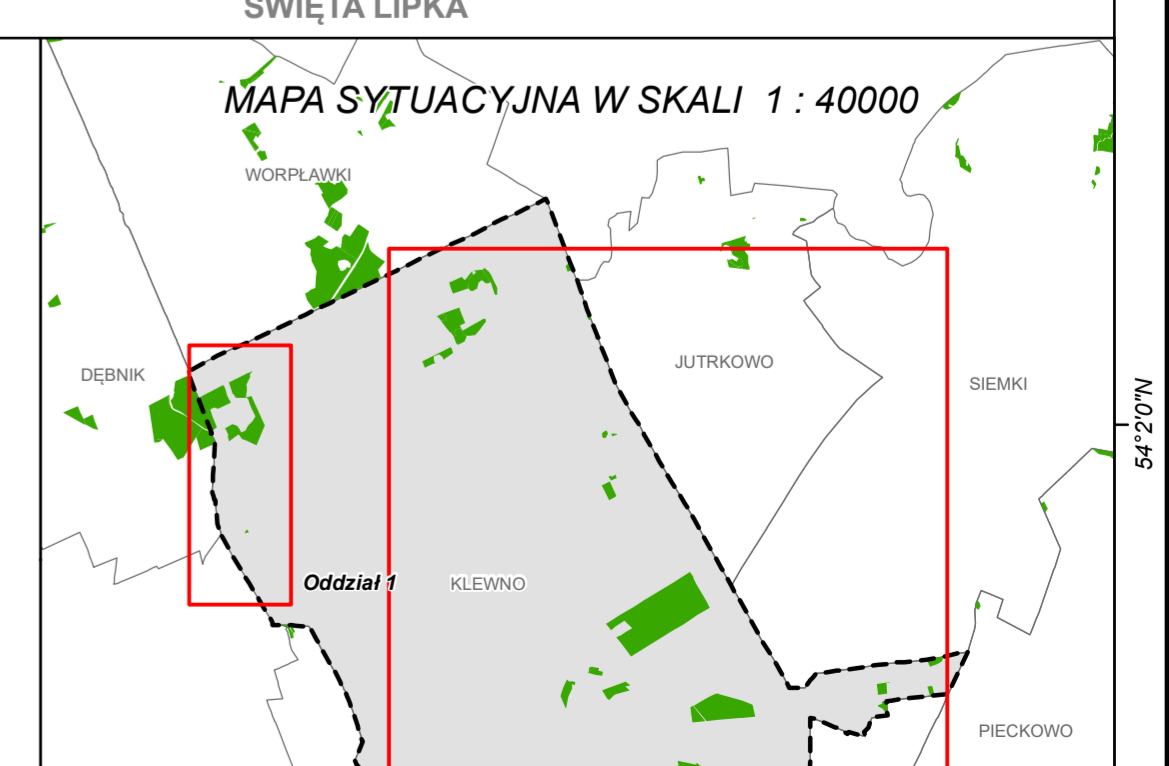 ŚWIĘTA LIPKA
MAPA SYTUACYJNA W SKALI 1 : 40000
WORPŁAWKI
JUTRKOWO
DĘBNIK
SIEMKI
54°2'0"N
Oddział 1
KLEWNO
PIECKOWO